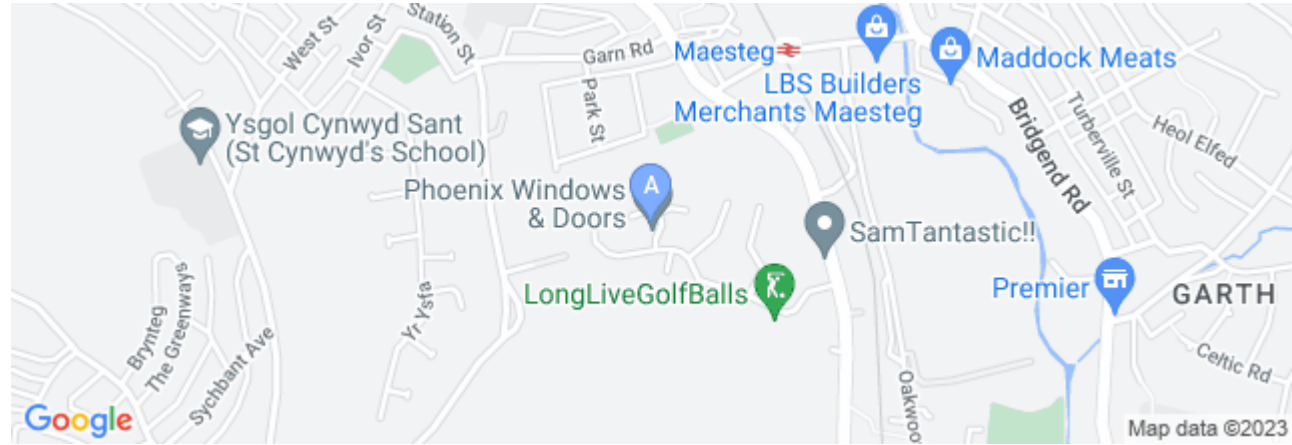 West St
Ivor St
Station St
Garn Rd
Park St
Maesteg
LBS Builders
Merchants Maesteg
Maddock Meats
Bridgend Rd
Turberville St
Heol Elfed
Ysgol Cynwyd Sant
(St Cynwyd's School)
Phoenix Windows
& Doors
A
SamTantastic!!
LongLiveGolfBalls
Premier
GARTH
Celtic Rd
Yr Ysfa
Brynteg
The Greenways
Sychbant Ave
Oakwoo
Google
Map data ©2023